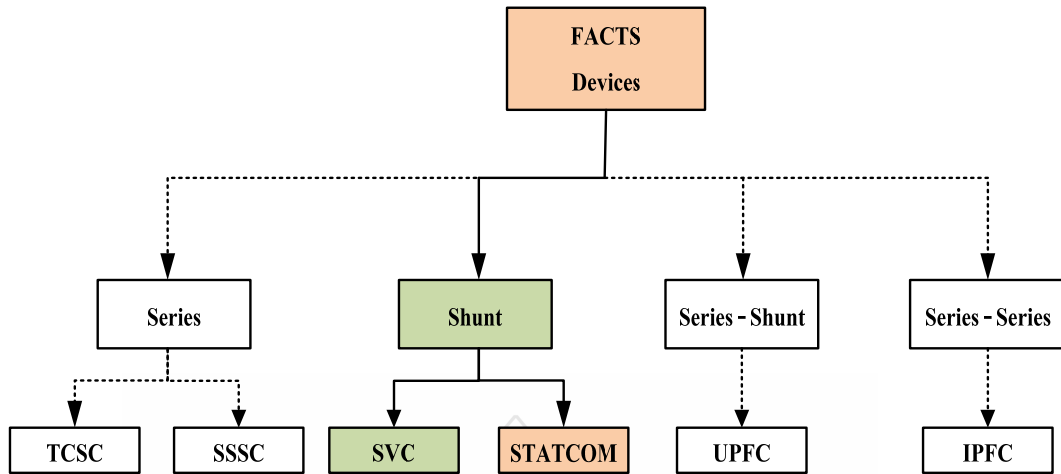 FACTS
Devices
Series
Shunt
Series - Shunt
Series - Series
TCSC
SSSC
SVC
STATCOM
UPFC
IPFC